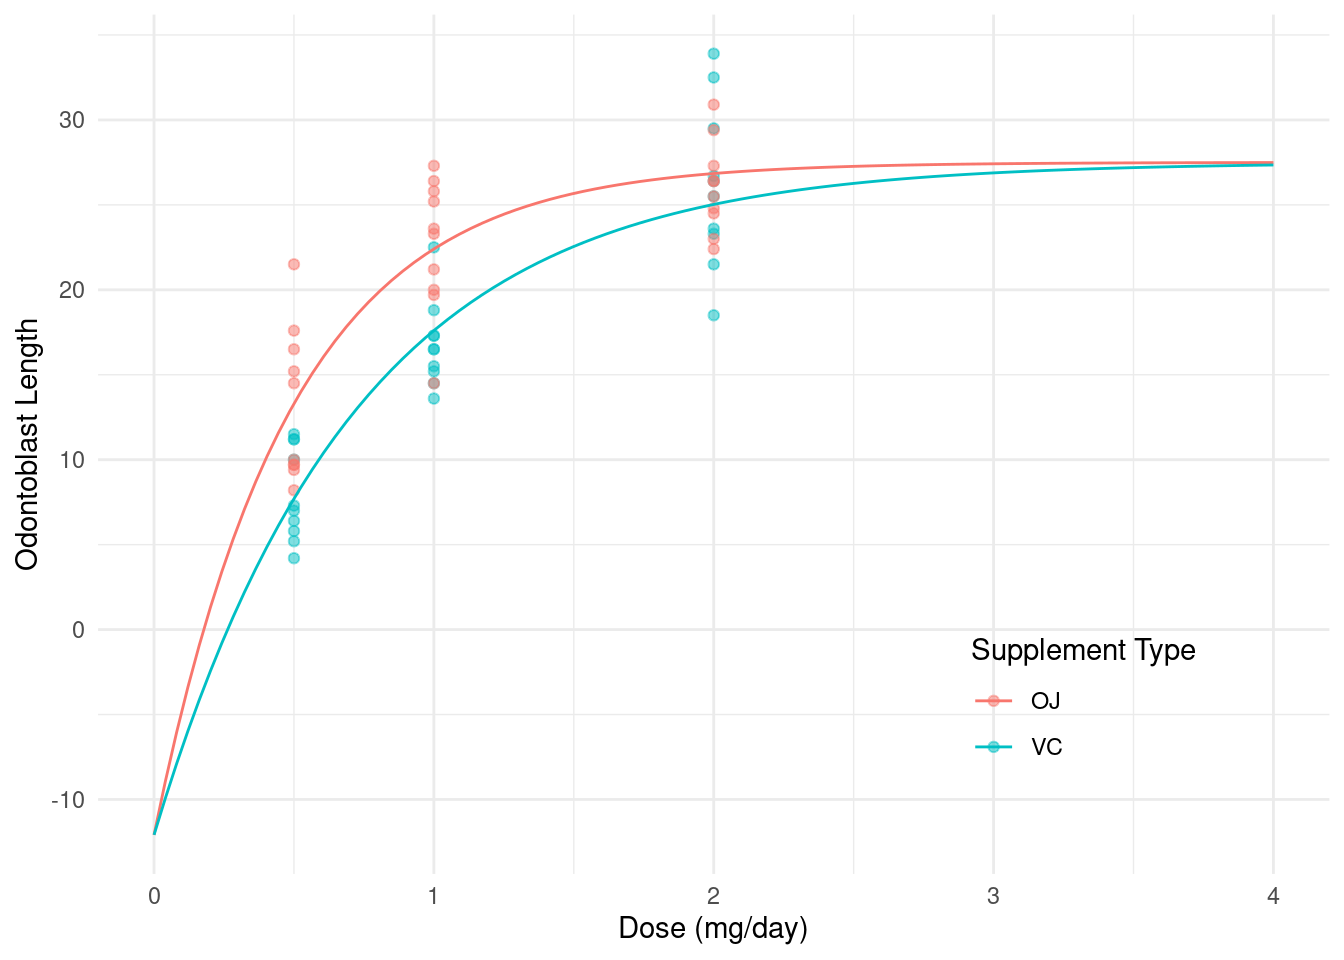 30
20
10
0
-10
Odontoblast Length
0 1 2 3 4
Dose (mg/day)
Supplement Type
OJ
VC